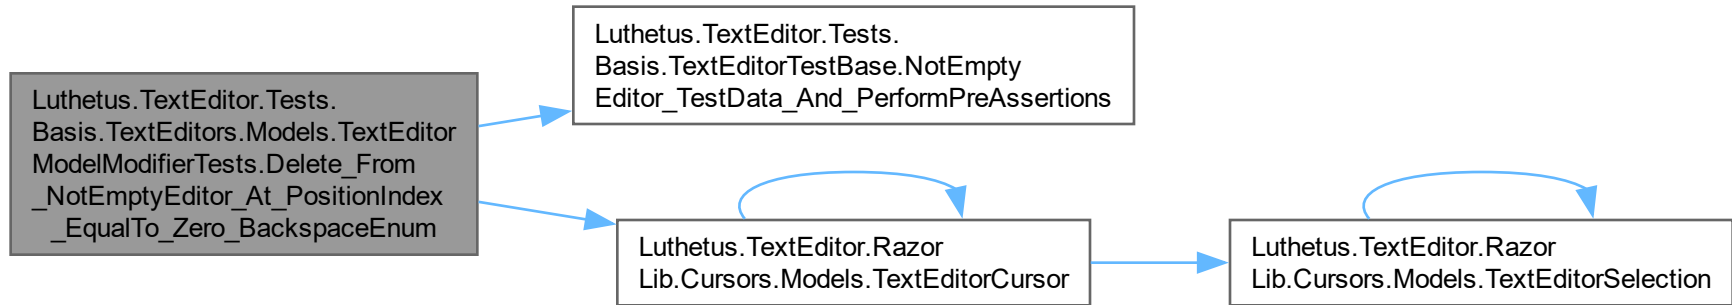 Luthetus.TextEditor.Tests.
Basis.TextEditors.Models.TextEditor
ModelModifierTests.Delete_From
_NotEmptyEditor_At_PositionIndex
_EqualTo_Zero_BackspaceEnum
Luthetus.TextEditor.Tests.
Basis.TextEditorTestBase.NotEmpty
Editor_TestData_And_PerformPreAssertions
Luthetus.TextEditor.Razor
Lib.Cursors.Models.TextEditorCursor
Luthetus.TextEditor.Razor
Lib.Cursors.Models.TextEditorSelection